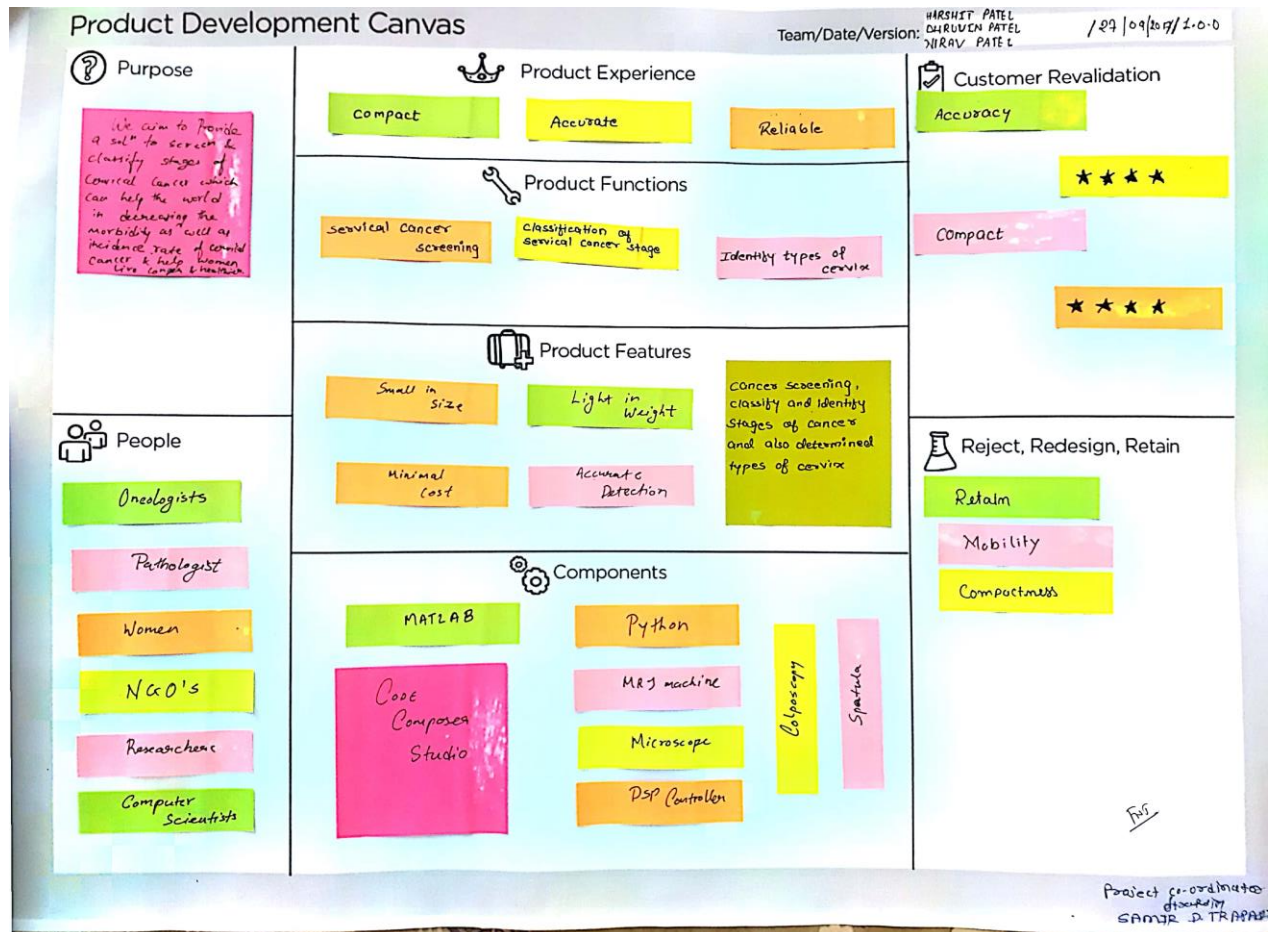 Product Development Canvas
Team/Date/Version:
HARSHIT PATEL
DHRUVIN PATEL
NIRAV PATEL
/27/09/2017/1.0.0
Purpose
We aim to Provide
a solⁿ to screen &
classify stages of
Cervical Cancer which
can help the world
in decreasing the
morbidity as well as
incidence rate of
cancer & help women
live longer &
People
Oncologists
Pathologist
Women
NGO's
Researchers
Computer
Scientists
Product Experience
Compact
Accurate
Reliable
Product Functions
Servical Cancer
Screening
Classification of
Servical cancer stage
Identify types of
cervix
Product Features
Small in
Size
Light in
Weight
Minimal
Cost
Accurate
Detection
Cancer screening,
classify and Identify
Stages of cancer
and also determined
types of cervix
Components
MATLAB
CODE
Composer
Studio
Python
MRI machine
Microscope
DSP Controller
Colposcopy
Spatula
Customer Revalidation
Accuracy
★★★★
Compact
★★★★
Reject, Redesign, Retain
Retain
Mobility
Compactness
Project co-ordinator
SAMIR D. TRAPASI